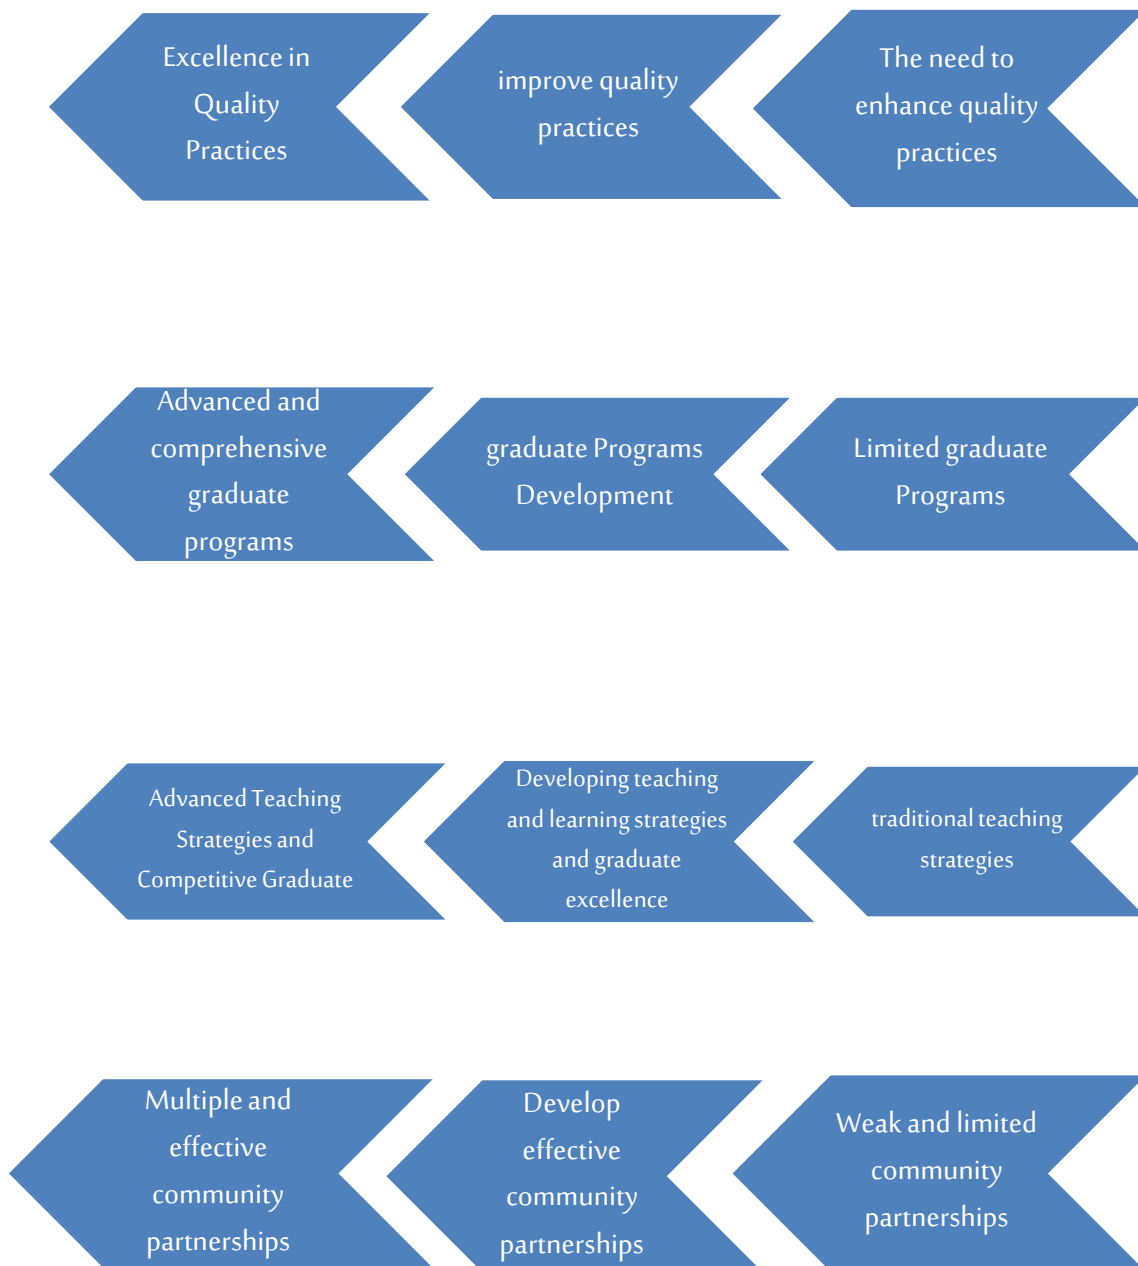 Excellence in
Quality
Practices
improve quality
practices
The need to
enhance quality
practices
Advanced and
comprehensive
graduate
programs
graduate Programs
Development
Limited graduate
Programs
Advanced Teaching
Strategies and
Competitive Graduate
Developing teaching
and learning strategies
and graduate
excellence
traditional teaching
strategies
Multiple and
effective
community
partnerships
Develop
effective
community
partnerships
Weak and limited
community
partnerships